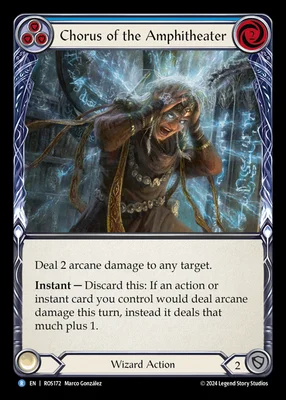 Chorus of the Amphitheater
Deal 2 arcane damage to any target.
Instant — Discard this: If an action or
instant card you control would deal arcane
damage this turn, instead it deals that
much plus 1.
Wizard Action
2
R EN | ROS172 Marco González
© 2024 Legend Story Studios